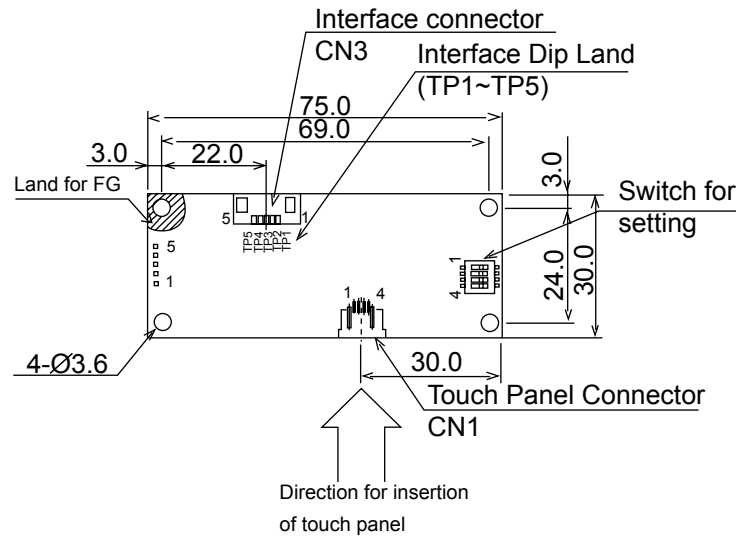 Interface connector
CN3
Interface Dip Land
(TP1~TP5)
75.0
69.0
3.0
22.0
3.0
Land for FG
Switch for
setting
5
1
TP5
TP4
TP3
TP2
TP1
5
1
1
4
24.0
30.0
1
4
4-Ø3.6
30.0
Touch Panel Connector
CN1
Direction for insertion
of touch panel